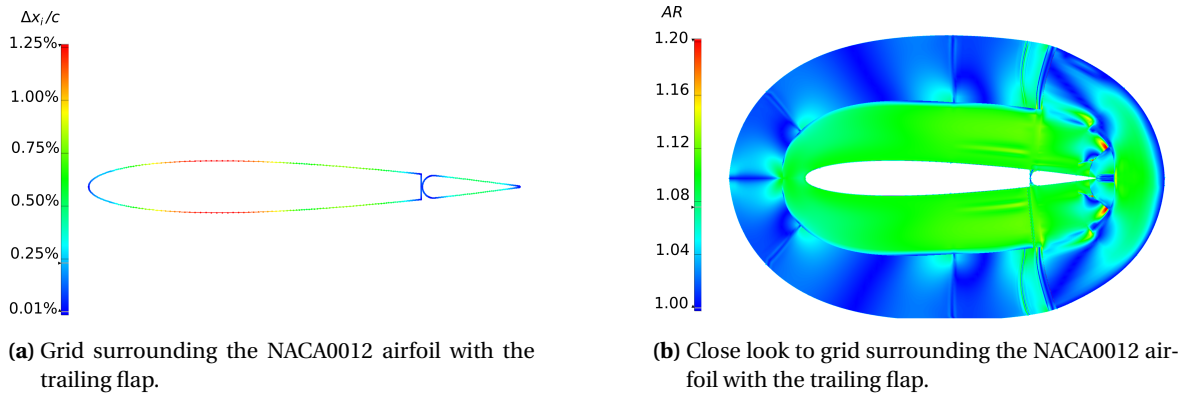 Δxᵢ/c
1.25%
1.00%
0.75%
0.50%
0.25%
0.01%
(a) Grid surrounding the NACA0012 airfoil with the
trailing flap.
AR
1.20
1.16
1.12
1.08
1.04
1.00
(b) Close look to grid surrounding the NACA0012 air-
foil with the trailing flap.